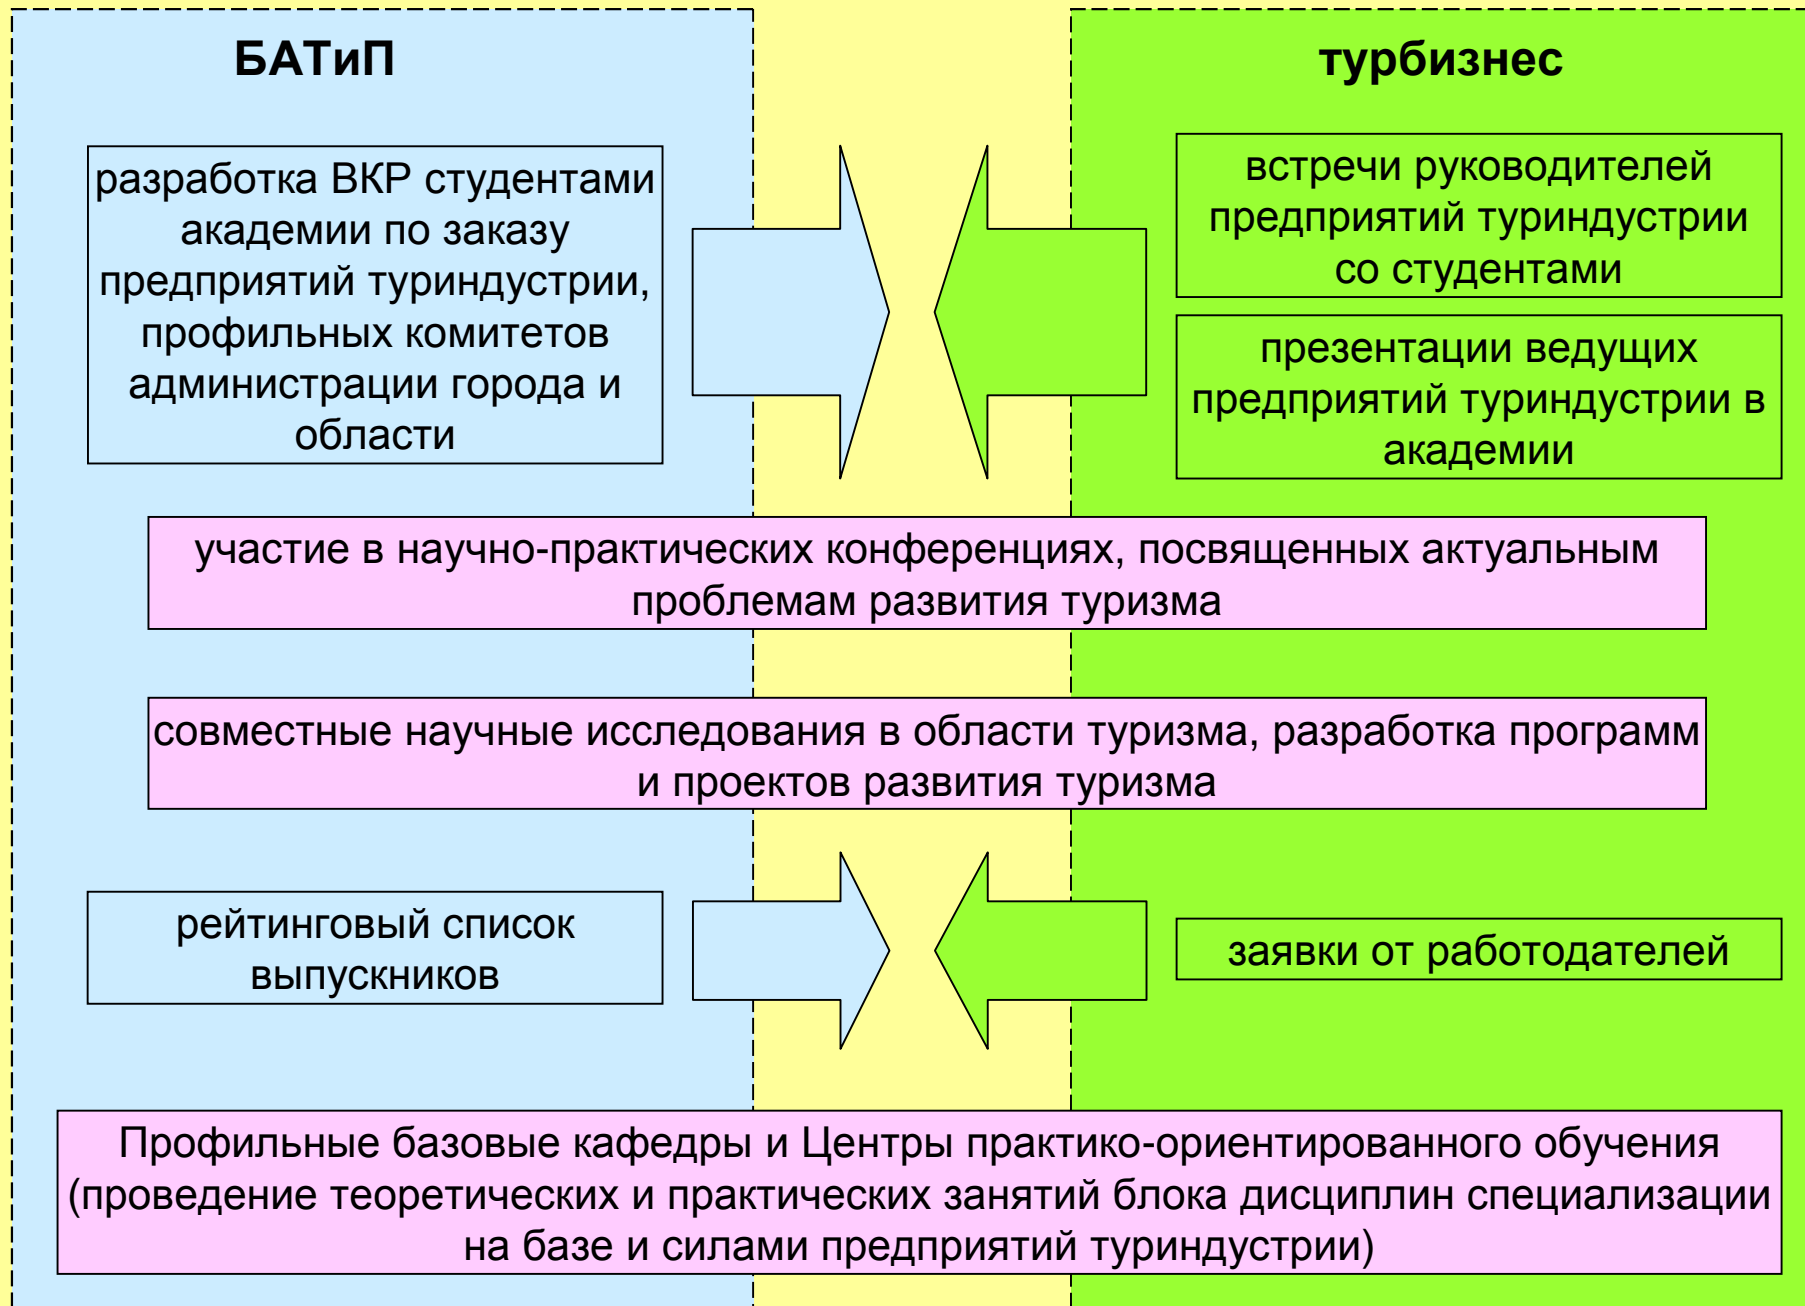 БАТиП
турбизнес
разработка ВКР студентами
академии по заказу
предприятий туриндустрии,
профильных комитетов
администрации города и
области
встречи руководителей
предприятий туриндустрии
со студентами
презентации ведущих
предприятий туриндустрии в
академии
участие в научно-практических конференциях, посвященных актуальным
проблемам развития туризма
совместные научные исследования в области туризма, разработка программ
и проектов развития туризма
рейтинговый список
выпускников
заявки от работодателей
Профильные базовые кафедры и Центры практико-ориентированного обучения
(проведение теоретических и практических занятий блока дисциплин специализации
на базе и силами предприятий туриндустрии)